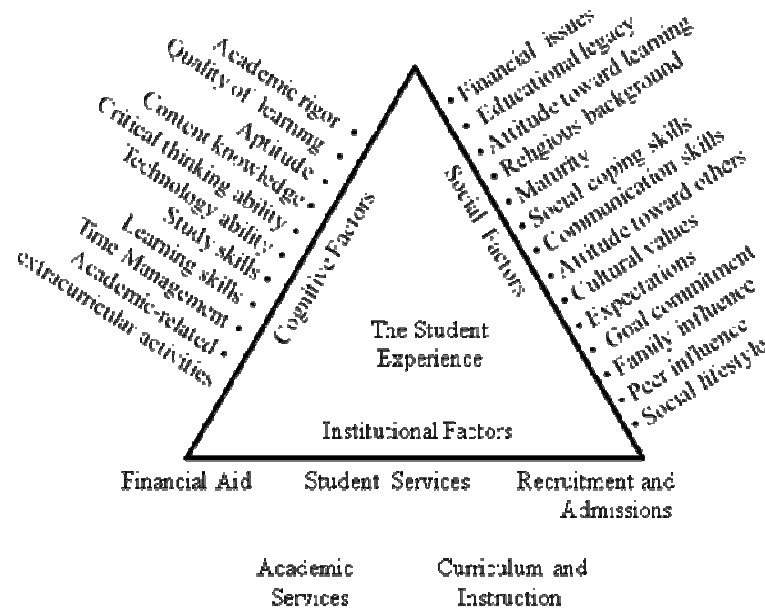 Academic rigor
Quality of learning
Aptitude
Content knowledge
Critical thinking ability
Technology ability
Study skills
Learning skills
Time Management
Academic-related
extracurricular activities
Cognitive Factors
Financial issues
Educational legacy
Attitude toward learning
Religious background
Maturity
Social coping skills
Communication skills
Attitude toward others
Cultural values
Expectations
Goal commitment
Family influence
Peer influence
Social lifestyle
Social Factors
The Student
Experience
Institutional Factors
Financial Aid Student Services Recruitment and
Admissions
Academic Curriculum and
Services Instruction